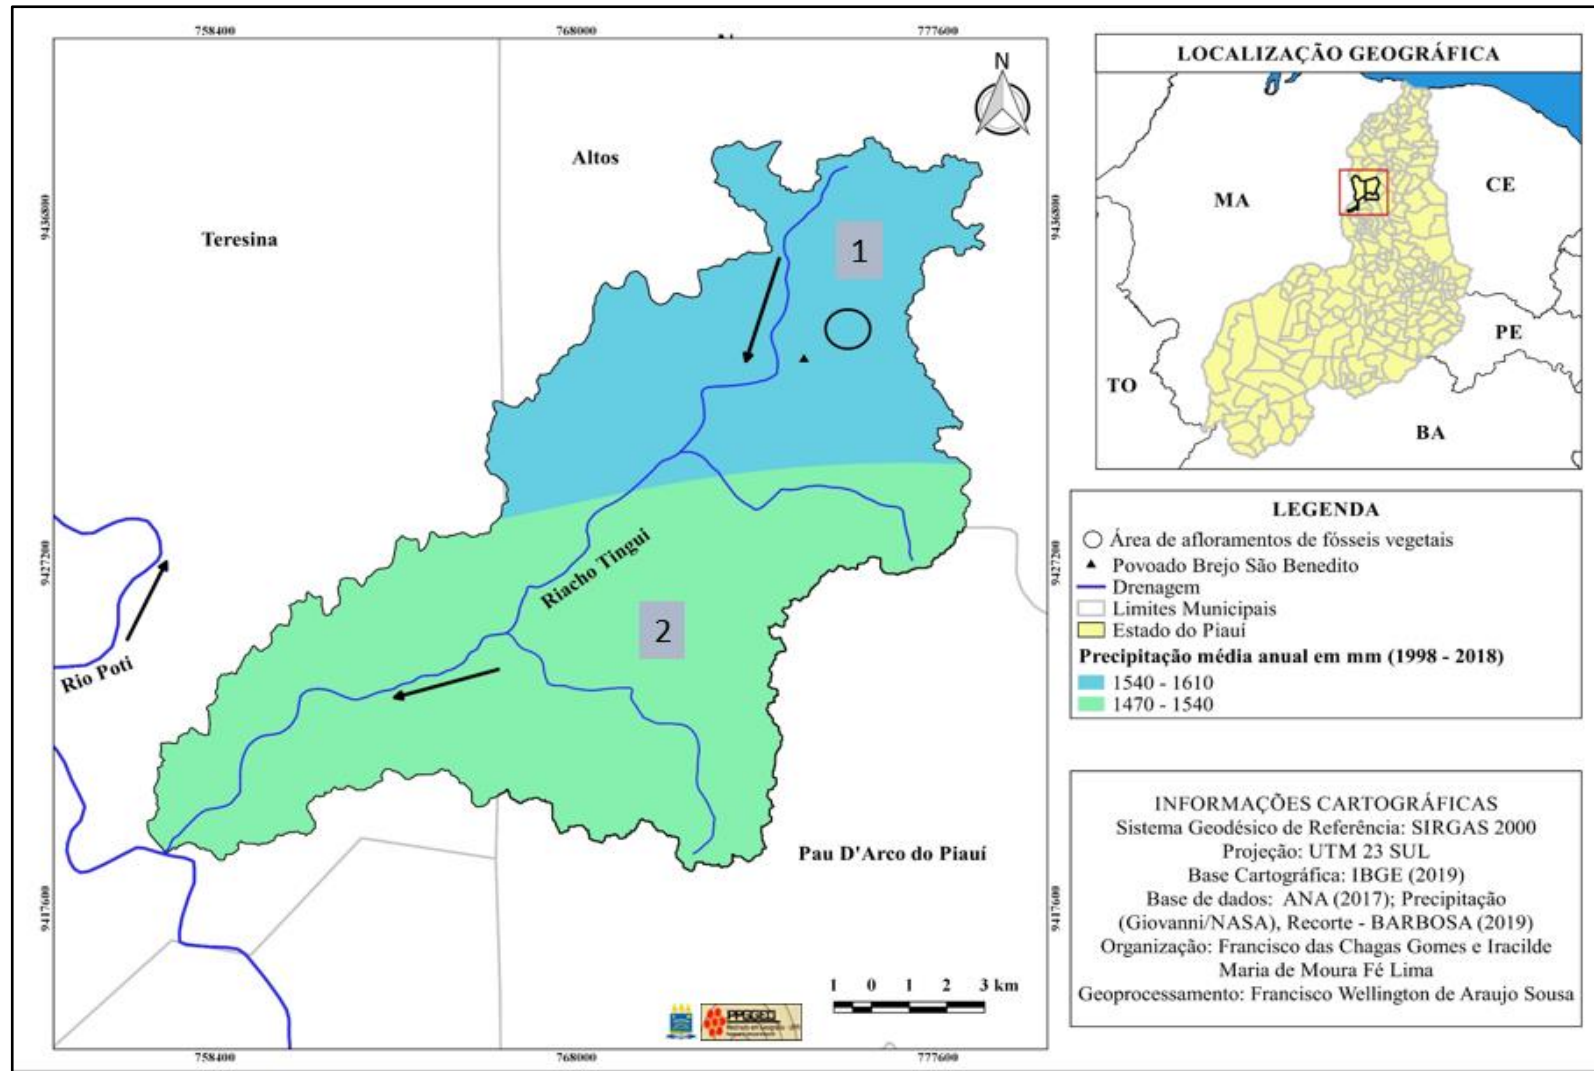 758400
768000
777600
N
Altos
Teresina
9436800
9436800
1
9427200
9427200
Riacho Tingui
2
Rio Poti
Pau D'Arco do Piauí
9417600
9417600
1 0 1 2 3 km
PPGGEO
758400
768000
777600
LOCALIZAÇÃO GEOGRÁFICA
MA
CE
PE
TO
BA
LEGENDA
Área de afloramentos de fósseis vegetais
Povoado Brejo São Benedito
Drenagem
Limites Municipais
Estado do Piauí
Precipitação média anual em mm (1998 - 2018)
1540 - 1610
1470 - 1540
INFORMAÇÕES CARTOGRÁFICAS
Sistema Geodésico de Referência: SIRGAS 2000
Projeção: UTM 23 SUL
Base Cartográfica: IBGE (2019)
Base de dados: ANA (2017); Precipitação
(Giovanni/NASA), Recorte - BARBOSA (2019)
Organização: Francisco das Chagas Gomes e Iracilde
Maria de Moura Fé Lima
Geoprocessamento: Francisco Wellington de Araujo Sousa